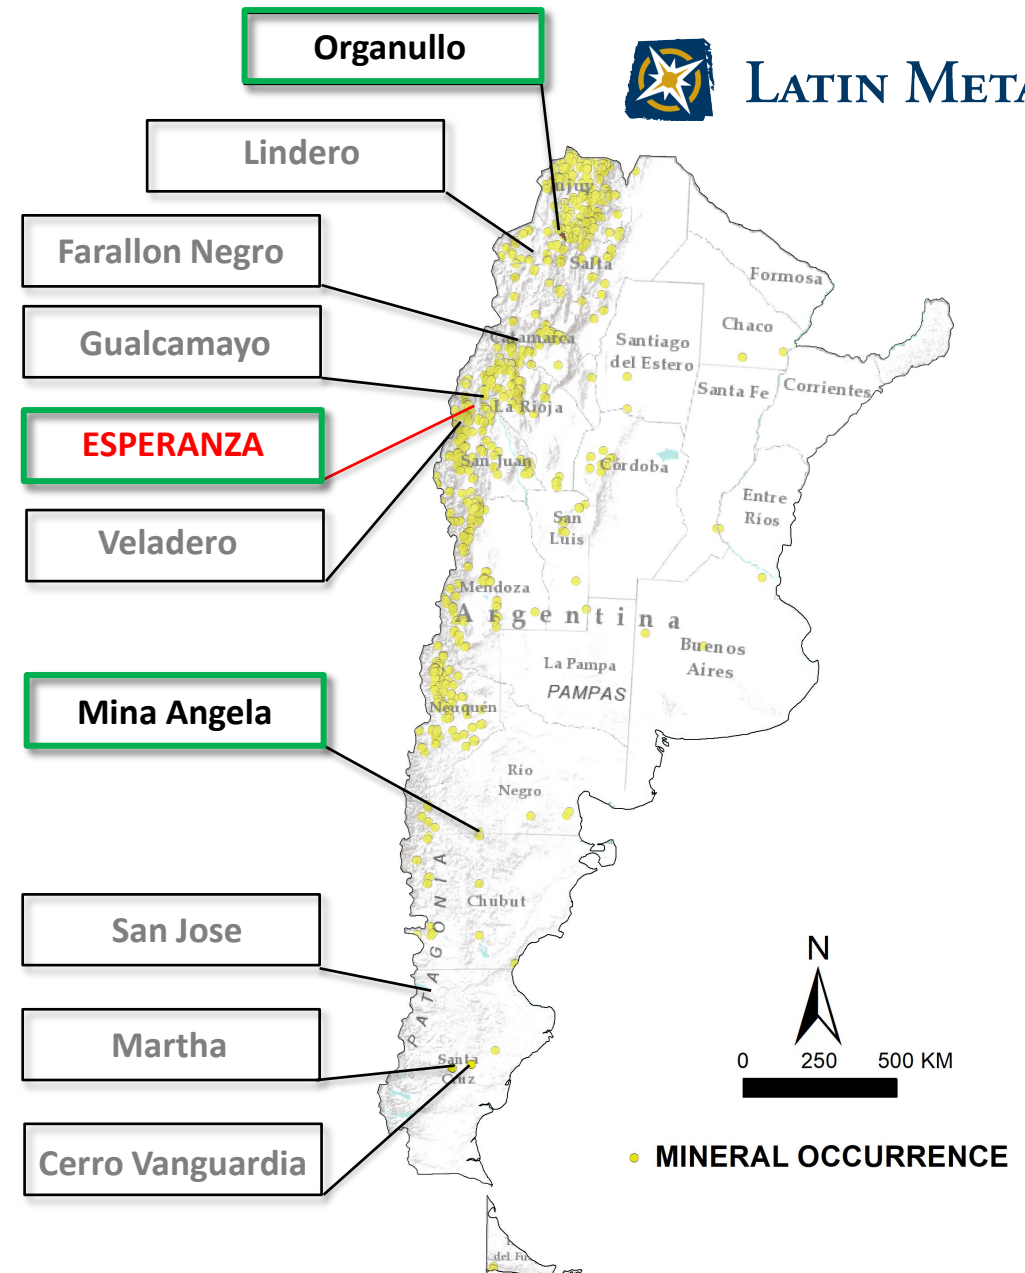 Organullo
LATIN META
Lindero
Jujuy
Farallon Negro
Salta
Formosa
Gualcamayo
Chaco
Catamarca
Santiago
del Estero
Santa Fe
Corrientes
La Rioja
ESPERANZA
San Juan
Córdoba
Entre
Ríos
Veladero
San
Luis
Mendoza
Argentina
Buenos
Aires
La Pampa
PAMPAS
Mina Angela
Neuquén
Río
Negro
PATAGONIA
Chubut
San Jose
N
Martha
Santa
Cruz
0 250 500 KM
Cerro Vanguardia
MINERAL OCCURRENCE
del Fu